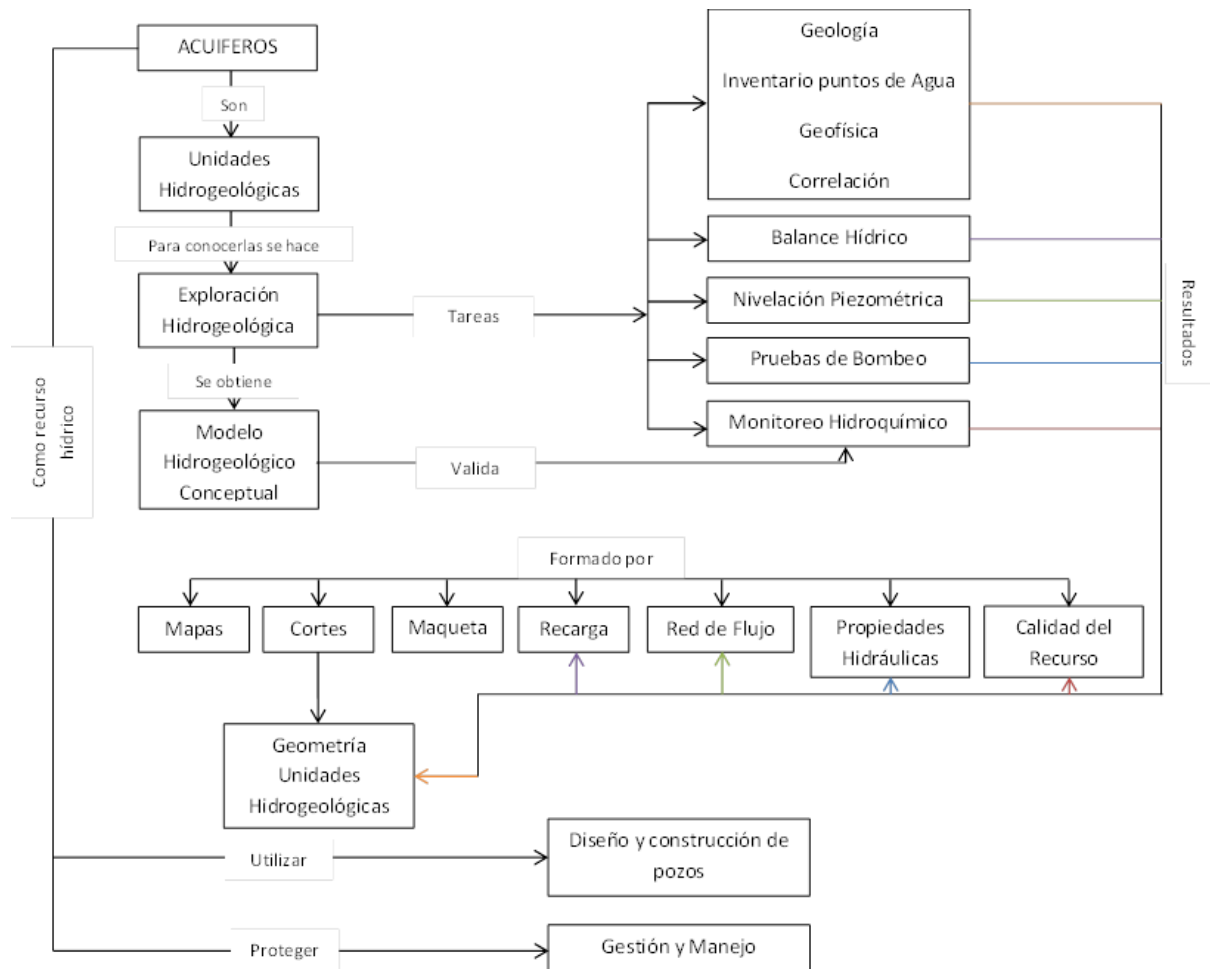 ACUIFEROS
Son
Unidades
Hidrogeológicas
Para conocerlas se hace
Exploración
Hidrogeológica
Tareas
Se obtiene
Modelo
Hidrogeológico
Conceptual
Valida
Geología
Inventario puntos de Agua
Geofísica
Correlación
Balance Hídrico
Nivelación Piezométrica
Pruebas de Bombeo
Monitoreo Hidroquímico
Resultados
Como recurso
hídrico
Formado por
Mapas
Cortes
Maqueta
Recarga
Red de Flujo
Propiedades
Hidráulicas
Calidad del
Recurso
Geometría
Unidades
Hidrogeológicas
Utilizar
Diseño y construcción de
pozos
Proteger
Gestión y Manejo